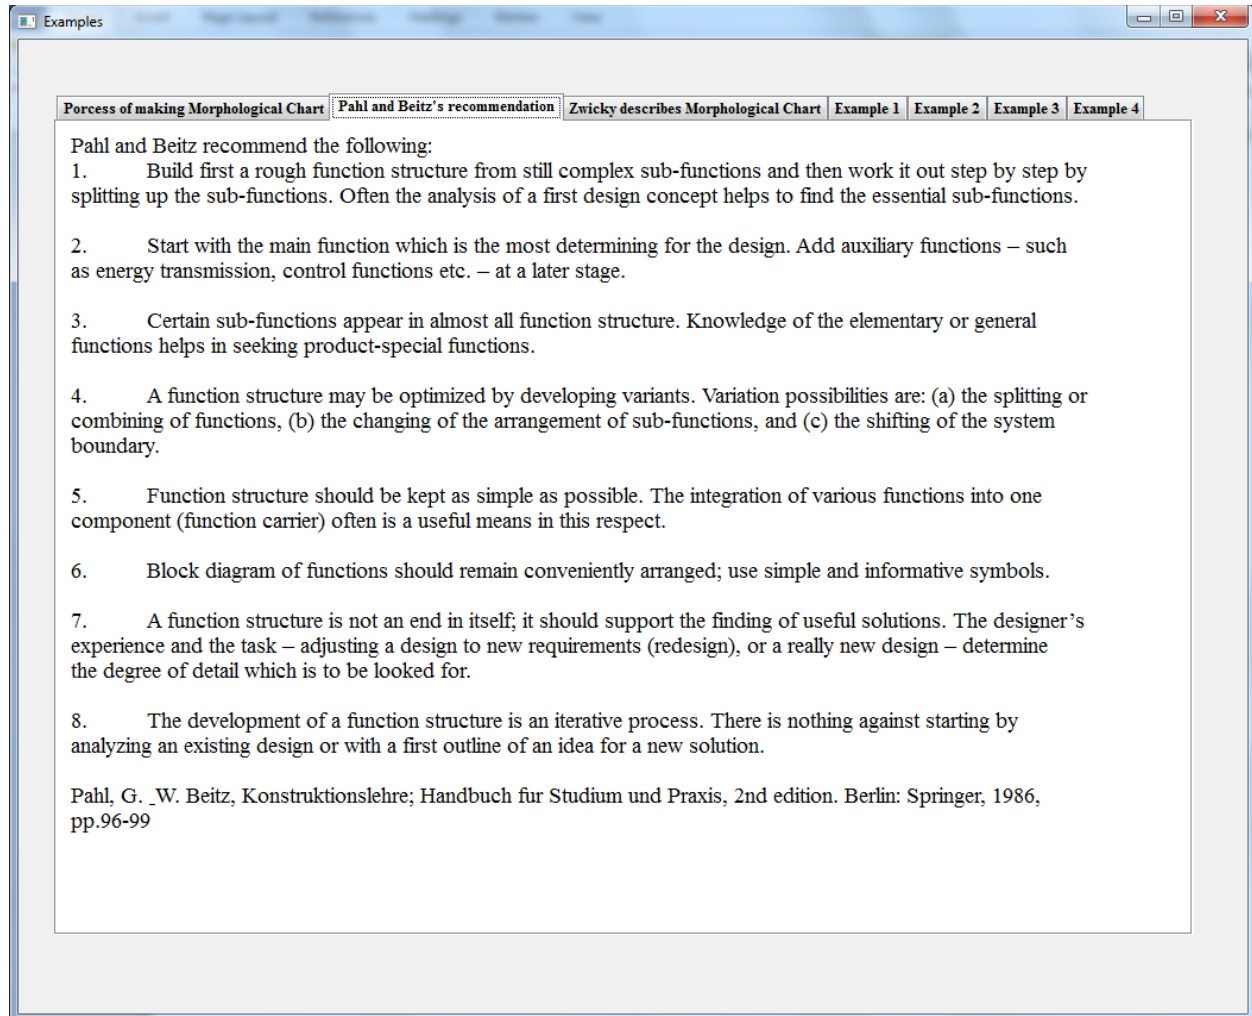 Examples
Porcess of making Morphological Chart Pahl and Beitz's recommendation Zwicky describes Morphological Chart Example 1 Example 2 Example 3 Example 4
Pahl and Beitz recommend the following:
1. Build first a rough function structure from still complex sub-functions and then work it out step by step by
splitting up the sub-functions. Often the analysis of a first design concept helps to find the essential sub-functions.
2. Start with the main function which is the most determining for the design. Add auxiliary functions – such
as energy transmission, control functions etc. – at a later stage.
3. Certain sub-functions appear in almost all function structure. Knowledge of the elementary or general
functions helps in seeking product-special functions.
4. A function structure may be optimized by developing variants. Variation possibilities are: (a) the splitting or
combining of functions, (b) the changing of the arrangement of sub-functions, and (c) the shifting of the system
boundary.
5. Function structure should be kept as simple as possible. The integration of various functions into one
component (function carrier) often is a useful means in this respect.
6. Block diagram of functions should remain conveniently arranged; use simple and informative symbols.
7. A function structure is not an end in itself; it should support the finding of useful solutions. The designer’s
experience and the task – adjusting a design to new requirements (redesign), or a really new design – determine
the degree of detail which is to be looked for.
8. The development of a function structure is an iterative process. There is nothing against starting by
analyzing an existing design or with a first outline of an idea for a new solution.
Pahl, G. _W. Beitz, Konstruktionslehre; Handbuch fur Studium und Praxis, 2nd edition. Berlin: Springer, 1986,
pp.96-99